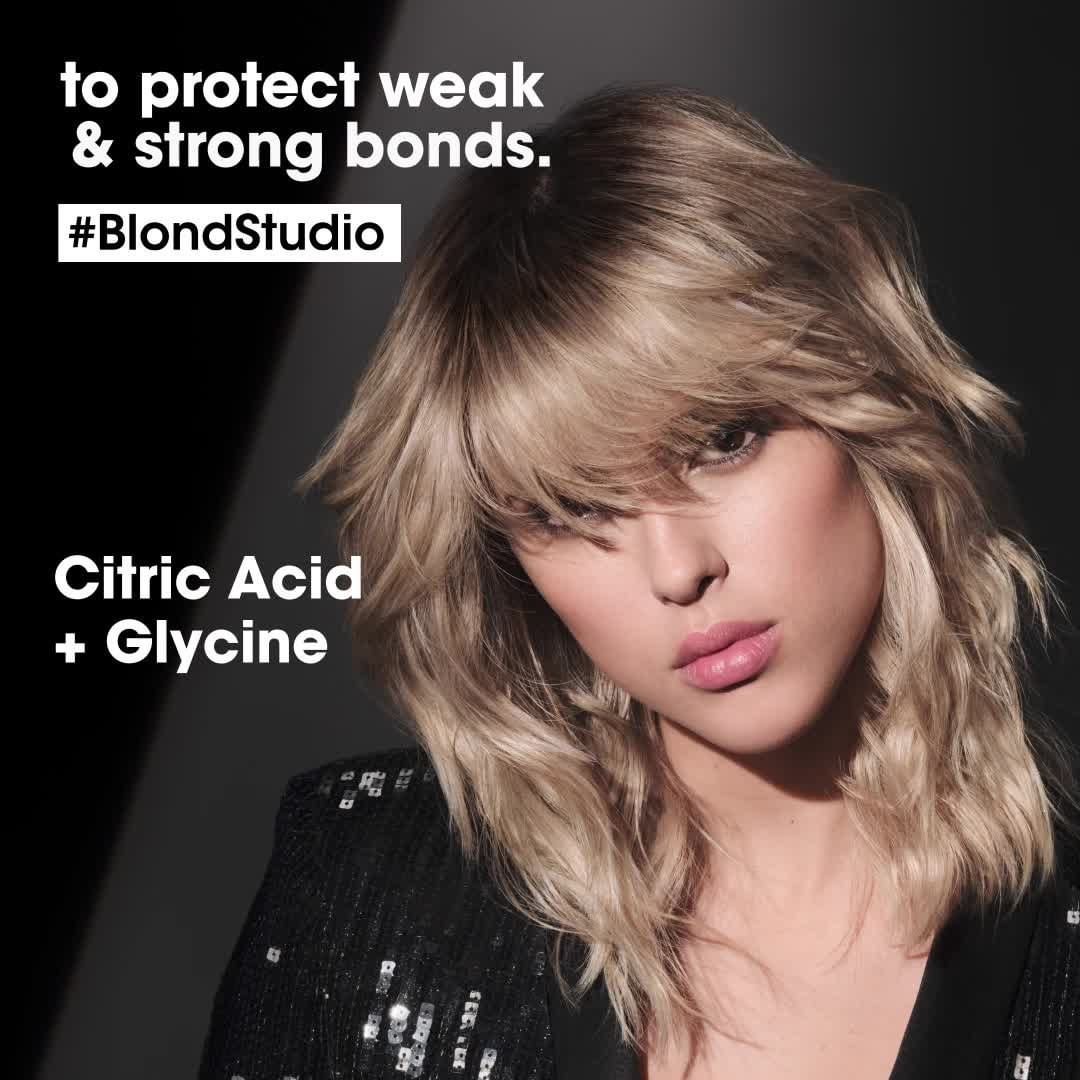 to protect weak
& strong bonds.
#BlondStudio
Citric Acid
+ Glycine